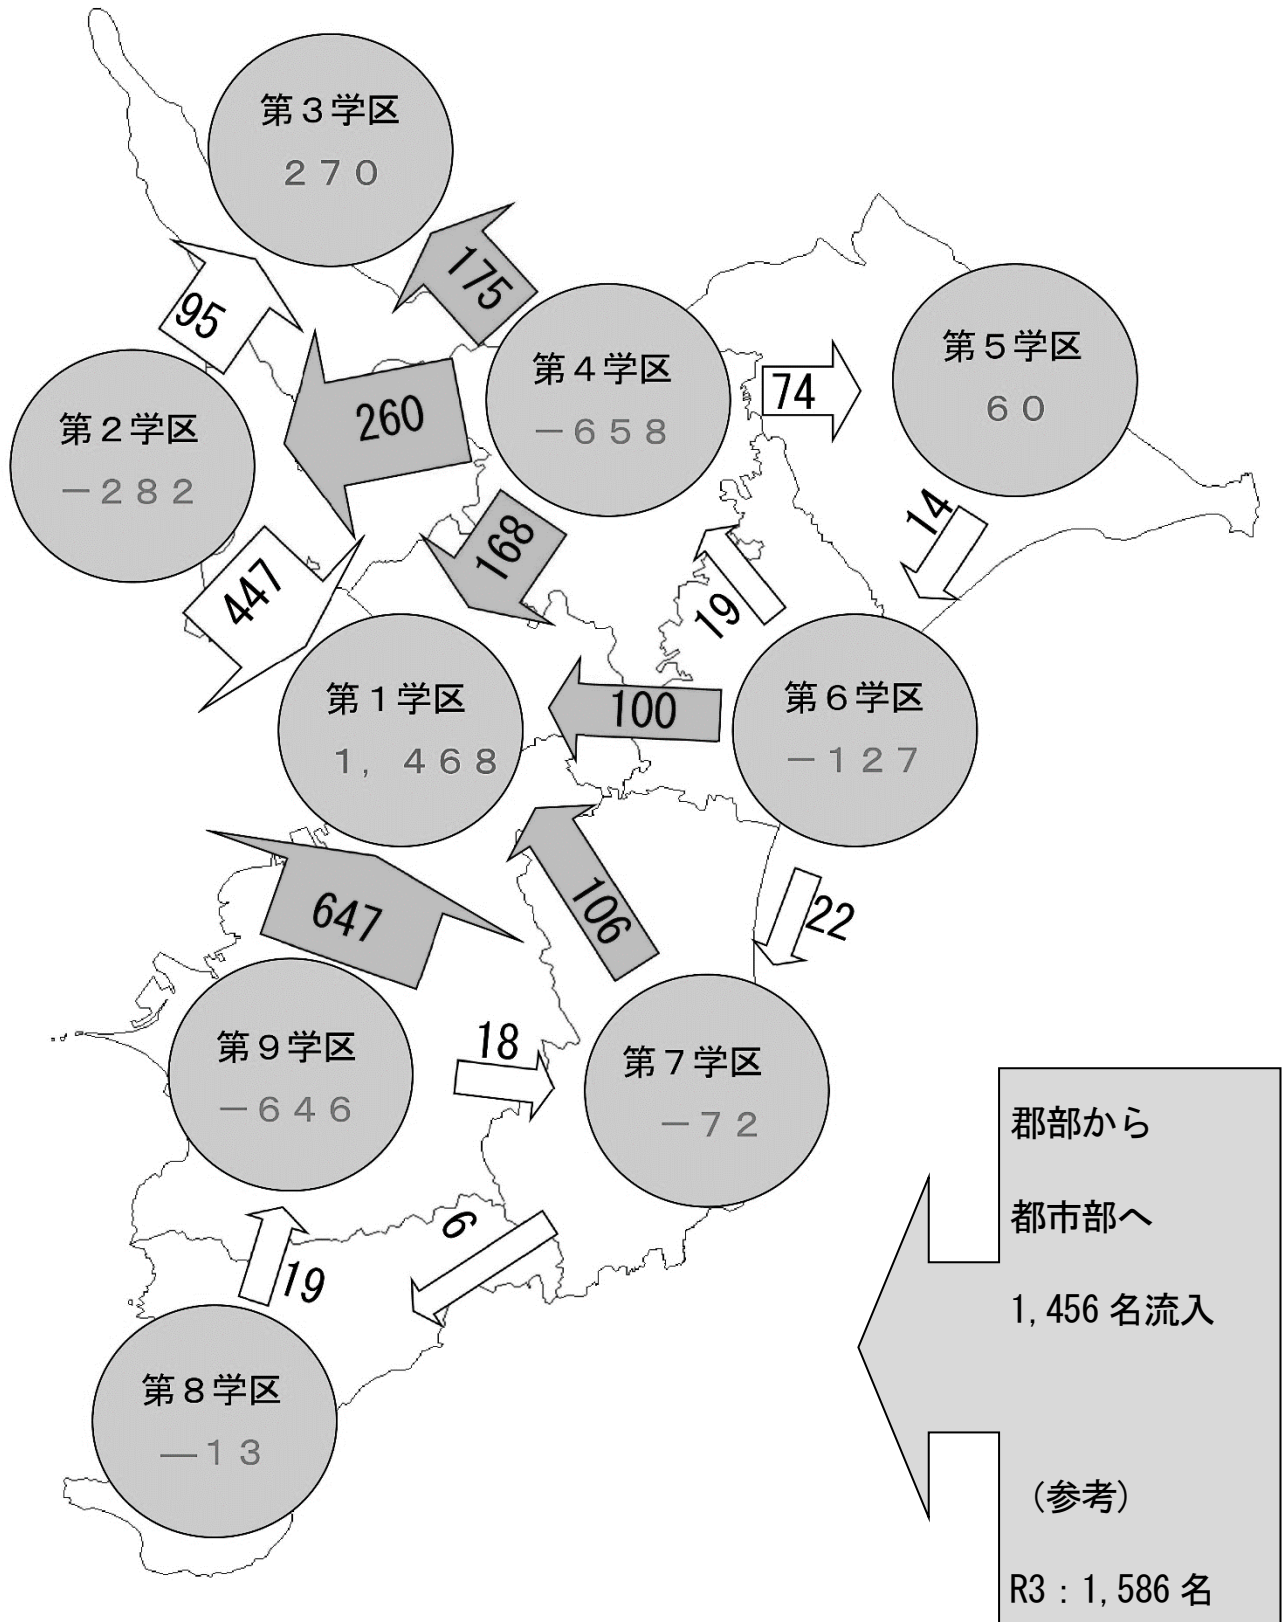 第３学区
２７０
175
95
第４学区
－６５８
第５学区
６０
74
260
第２学区
－２８２
14
168
447
19
第１学区
１，４６８
100
第６学区
－１２７
647
106
22
第９学区
－６４６
18
第７学区
－７２
6
19
第８学区
―１３
郡部から
都市部へ
1,456 名流入
（参考）
R3：1,586 名